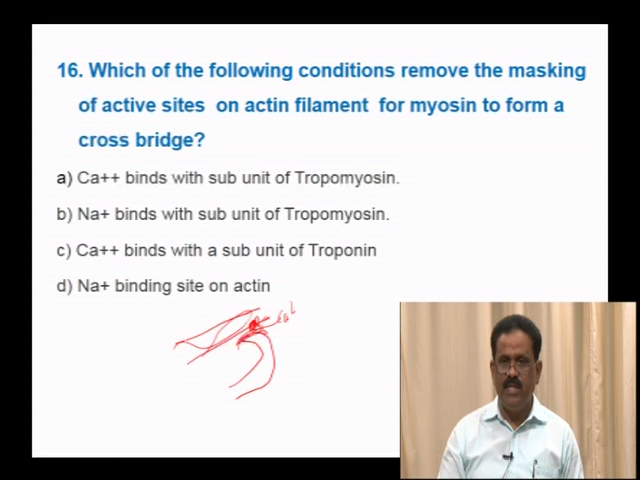 16. Which of the following conditions remove the masking
of active sites on actin filament for myosin to form a
cross bridge?
a) Ca++ binds with sub unit of Tropomyosin.
b) Na+ binds with sub unit of Tropomyosin.
c) Ca++ binds with a sub unit of Troponin
d) Na+ binding site on actin